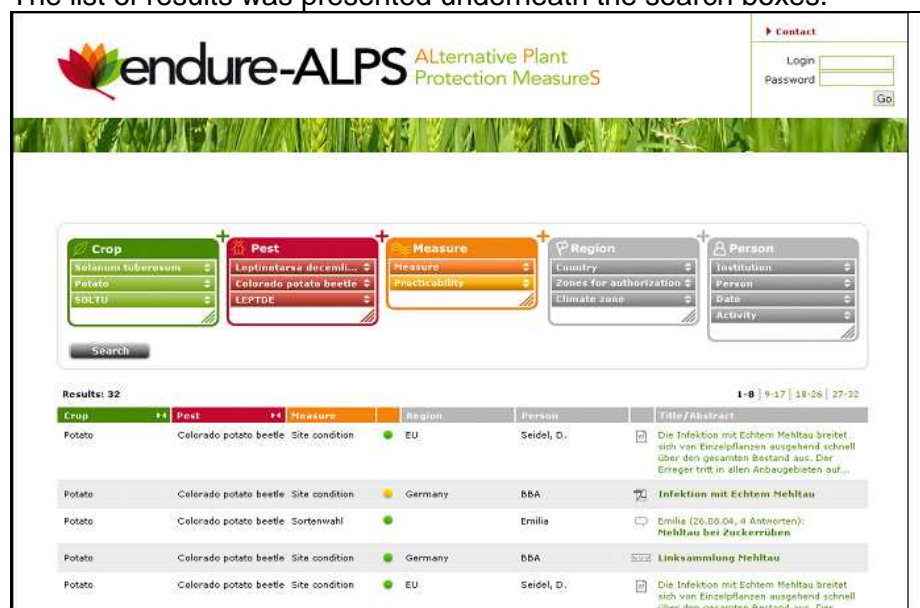 The list of results was presented underneath the search boxes.
Contact
endure-ALPS
ALternative Plant
Protection MeasureS
Login
Password
Go
Crop
Solanum tuberosum
Potato
SOLTU
Pest
Leptinotarsa decemli...
Colorado potato beetle
LEPTDE
Measure
Measure
Practicability
Region
Country
Zones for authorization
Climate zone
Person
Institution
Person
Date
Activity
Search
Results: 32
1-8 | 9-17 | 18-26 | 27-32
Crop Pest Measure Region Person Title/Abstract
Potato Colorado potato beetle Site condition EU Seidel, D. Die Infektion mit Echtem Mehltau breitet
sich von Einzelpflanzen ausgehend schnell
über den gesamten Bestand aus. Der
Erreger tritt in allen Anbaugebieten auf...
Potato Colorado potato beetle Site condition Germany BBA Infektion mit Echtem Mehltau
Potato Colorado potato beetle Sortenwahl Emilia Emilia (26.08.04, 4 Antworten):
Mehltau bei Zuckerrüben
Potato Colorado potato beetle Site condition Germany BBA Linksammlung Mehltau
Potato Colorado potato beetle Site condition EU Seidel, D. Die Infektion mit Echtem Mehltau breitet
sich von Einzelpflanzen ausgehend schnell
über den gesamten Bestand aus. Der